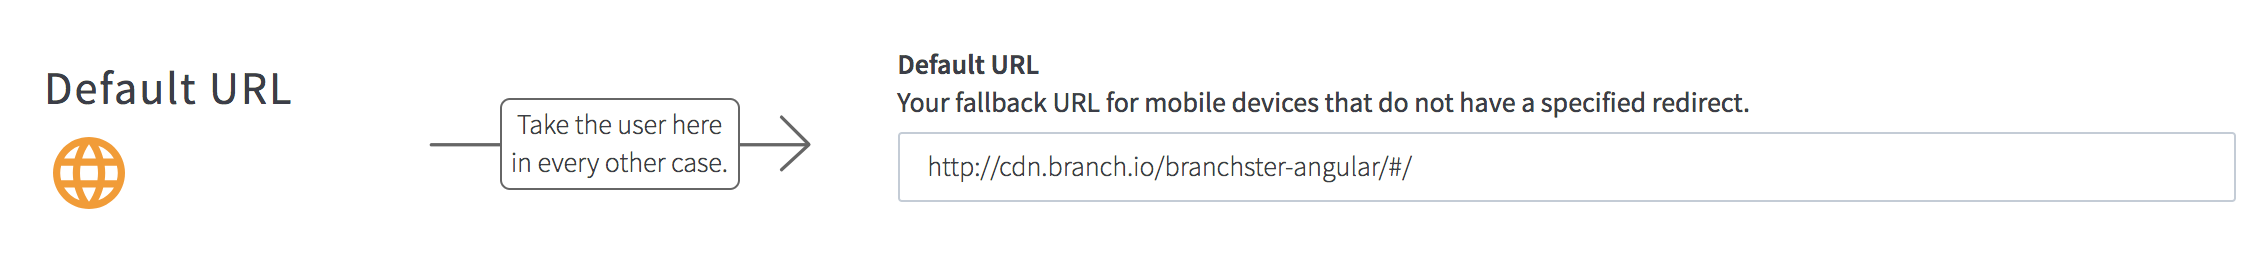 Default URL
Take the user here
in every other case.
Default URL
Your fallback URL for mobile devices that do not have a specified redirect.
http://cdn.branch.io/branchster-angular/#/